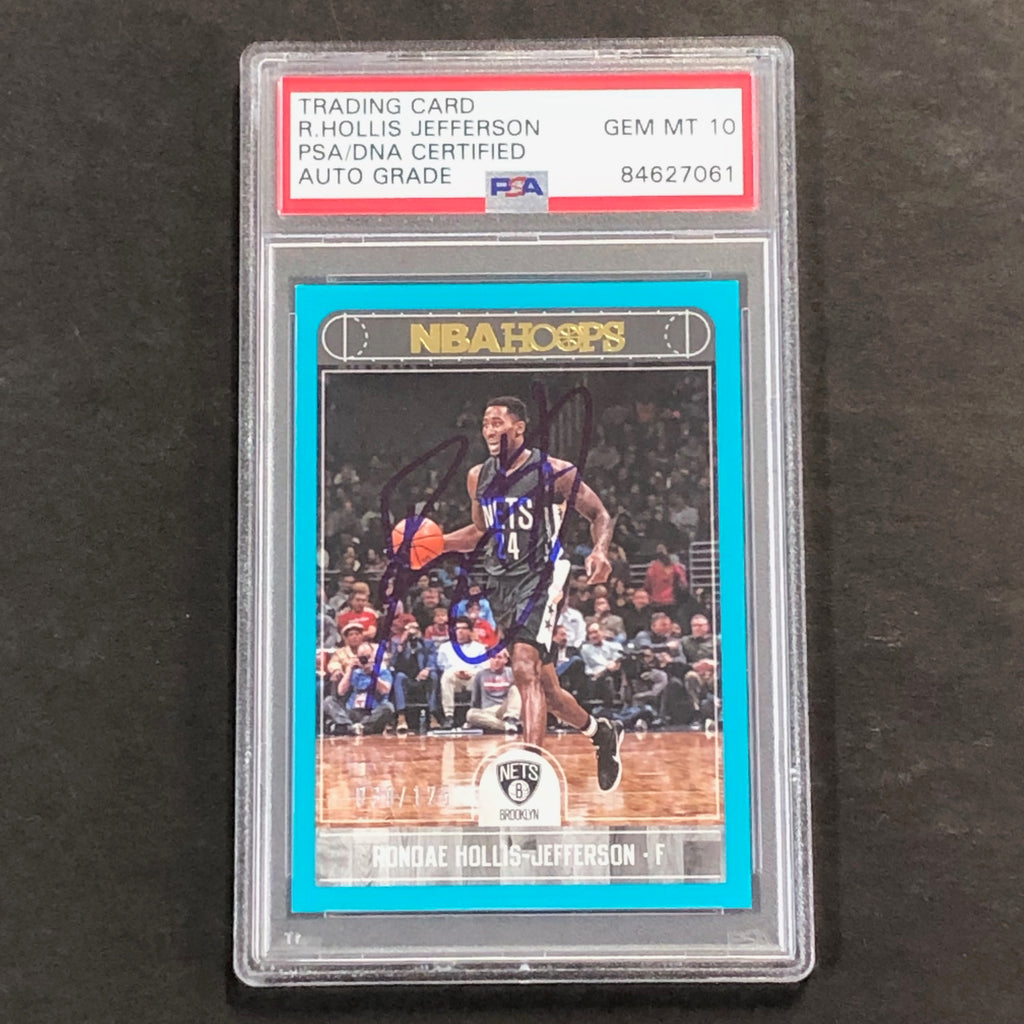 TRADING CARD
R.HOLLIS JEFFERSON GEM MT 10
PSA/DNA CERTIFIED
AUTO GRADE 84627061
PSA
NBA HOOPS
NETS
24
NETS
B
BROOKLYN
RONDAE HOLLIS-JEFFERSON · F